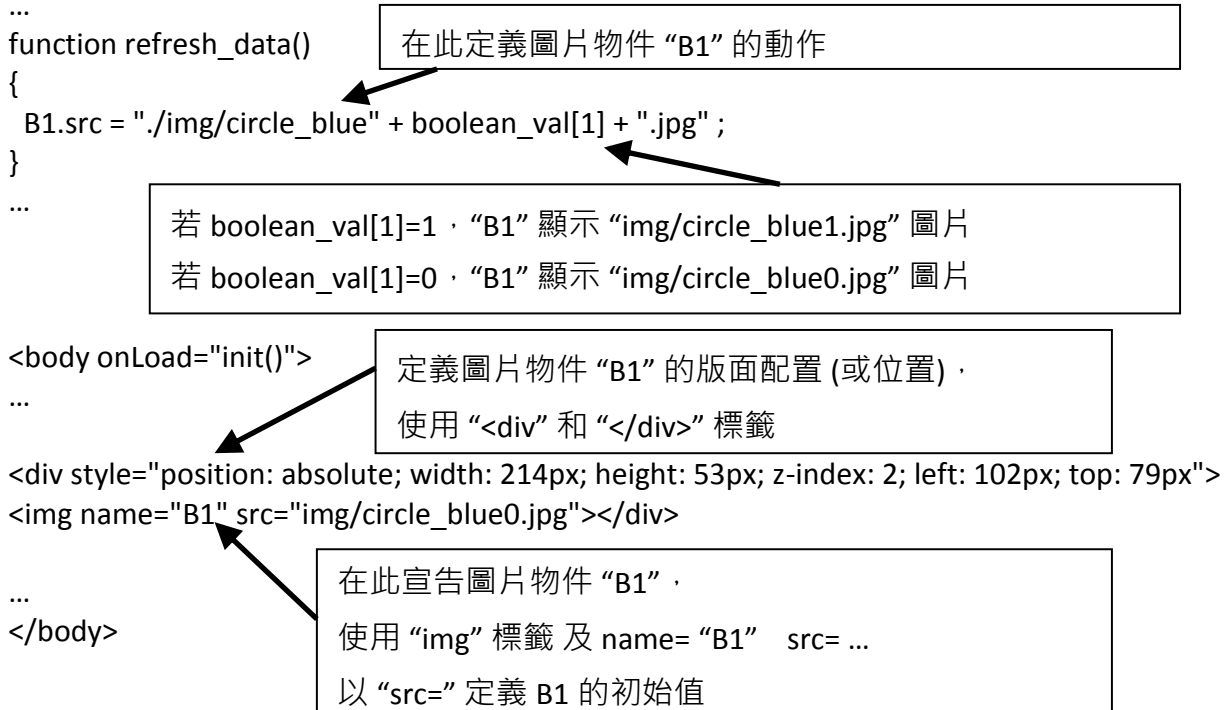 ...
function refresh_data()
在此定義圖片物件 “B1” 的動作
{
B1.src = "./img/circle_blue" + boolean_val[1] + ".jpg" ;
}
...
若 boolean_val[1]=1，“B1” 顯示 “img/circle_blue1.jpg” 圖片
若 boolean_val[1]=0，“B1” 顯示 “img/circle_blue0.jpg” 圖片
<body onLoad="init()">
定義圖片物件 “B1” 的版面配置 (或位置)，
...
使用 “<div” 和 “</div>” 標籤
<div style="position: absolute; width: 214px; height: 53px; z-index: 2; left: 102px; top: 79px">
<img name="B1" src="img/circle_blue0.jpg"></div>
在此宣告圖片物件 “B1”，
...
</body>
使用 “img” 標籤 及 name= “B1” src= …
以 “src=” 定義 B1 的初始值